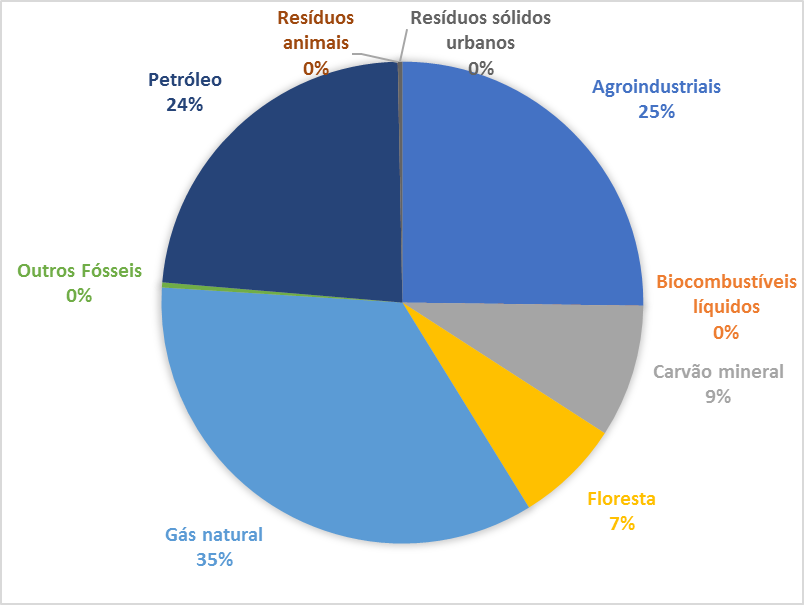 Resíduos
animais
0%
Resíduos sólidos
urbanos
0%
Petróleo
24%
Agroindustriais
25%
Outros Fósseis
0%
Biocombustíveis
líquidos
0%
Carvão mineral
9%
Floresta
7%
Gás natural
35%